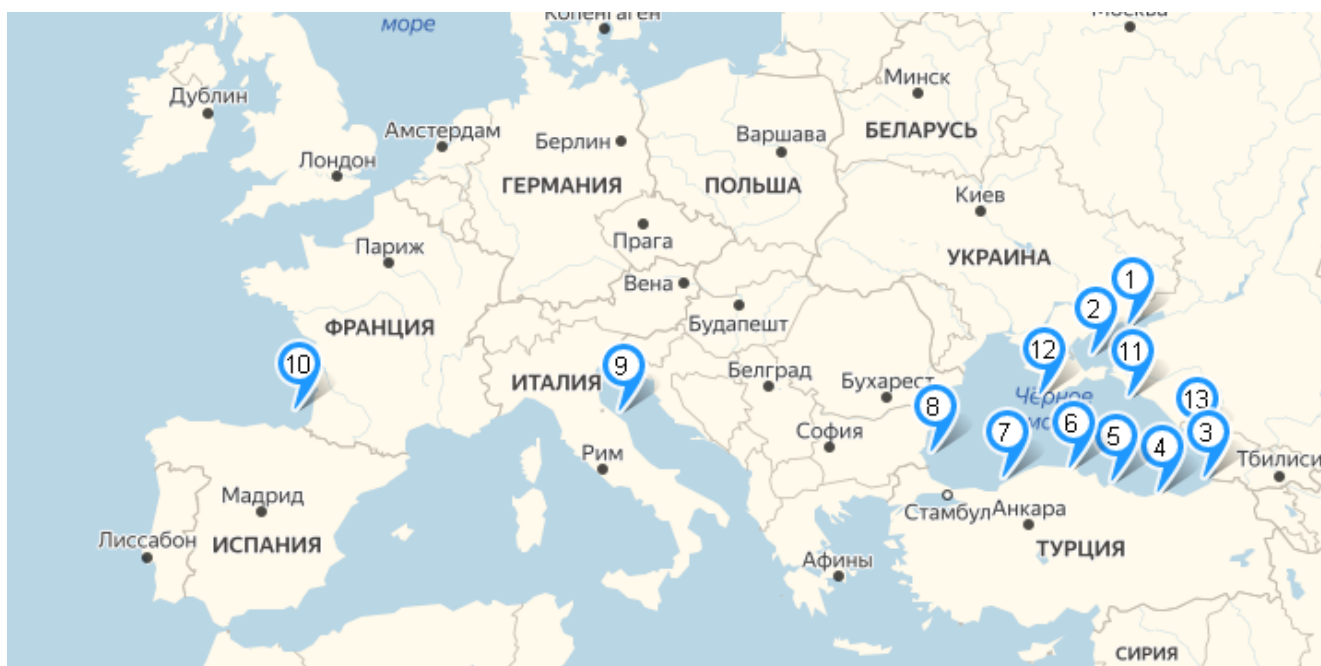 море
Копенгаген
Москва
Минск
Дублин
БЕЛАРУСЬ
Амстердам
Берлин
Варшава
Лондон
ГЕРМАНИЯ
ПОЛЬША
Киев
Прага
Париж
УКРАИНА
Вена
1
2
Будапешт
ФРАНЦИЯ
12
11
10
9
ИТАЛИЯ
Белград
Бухарест
Чёрное
13
8
7
6
5
4
3
София
Рим
Тбилиси
Мадрид
Стамбул
Анкара
Лиссабон
ИСПАНИЯ
ТУРЦИЯ
Афины
СИРИЯ